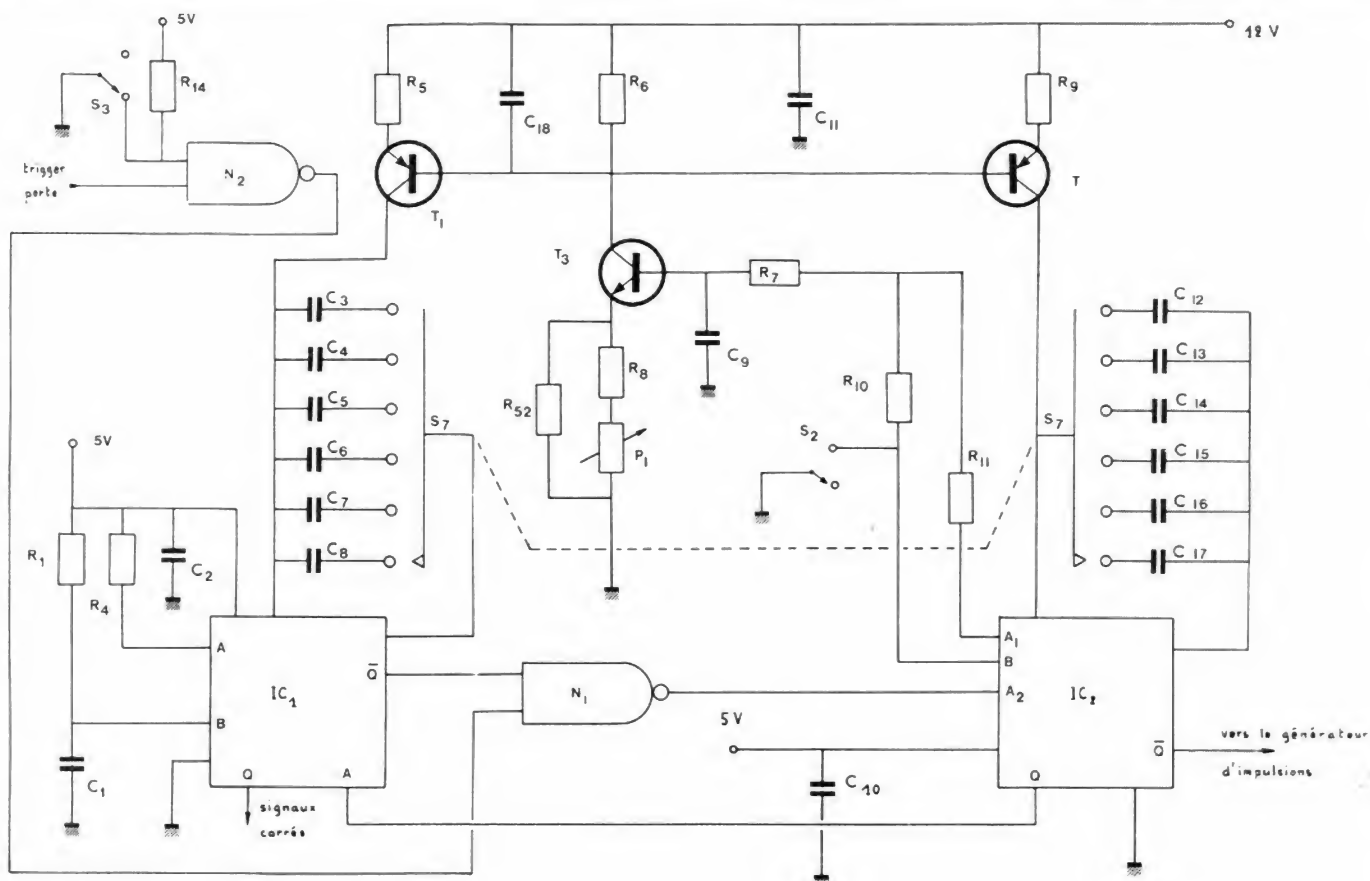 5V
12 V
R14
S3
R5
C18
R6
C11
R9
trigger
porte
N2
T1
T
T3
R7
C3
C4
C5
C6
C7
C8
S7
C9
R8
R52
P1
R10
S2
R11
S7
C12
C13
C14
C15
C16
C17
5V
R1
R4
C2
A
IC1
Q̅
B
Q
A
C1
signaux
carrés
N1
5 V
C10
A1
B
A2
IC2
Q̅
Q
vers le générateur
d'impulsions